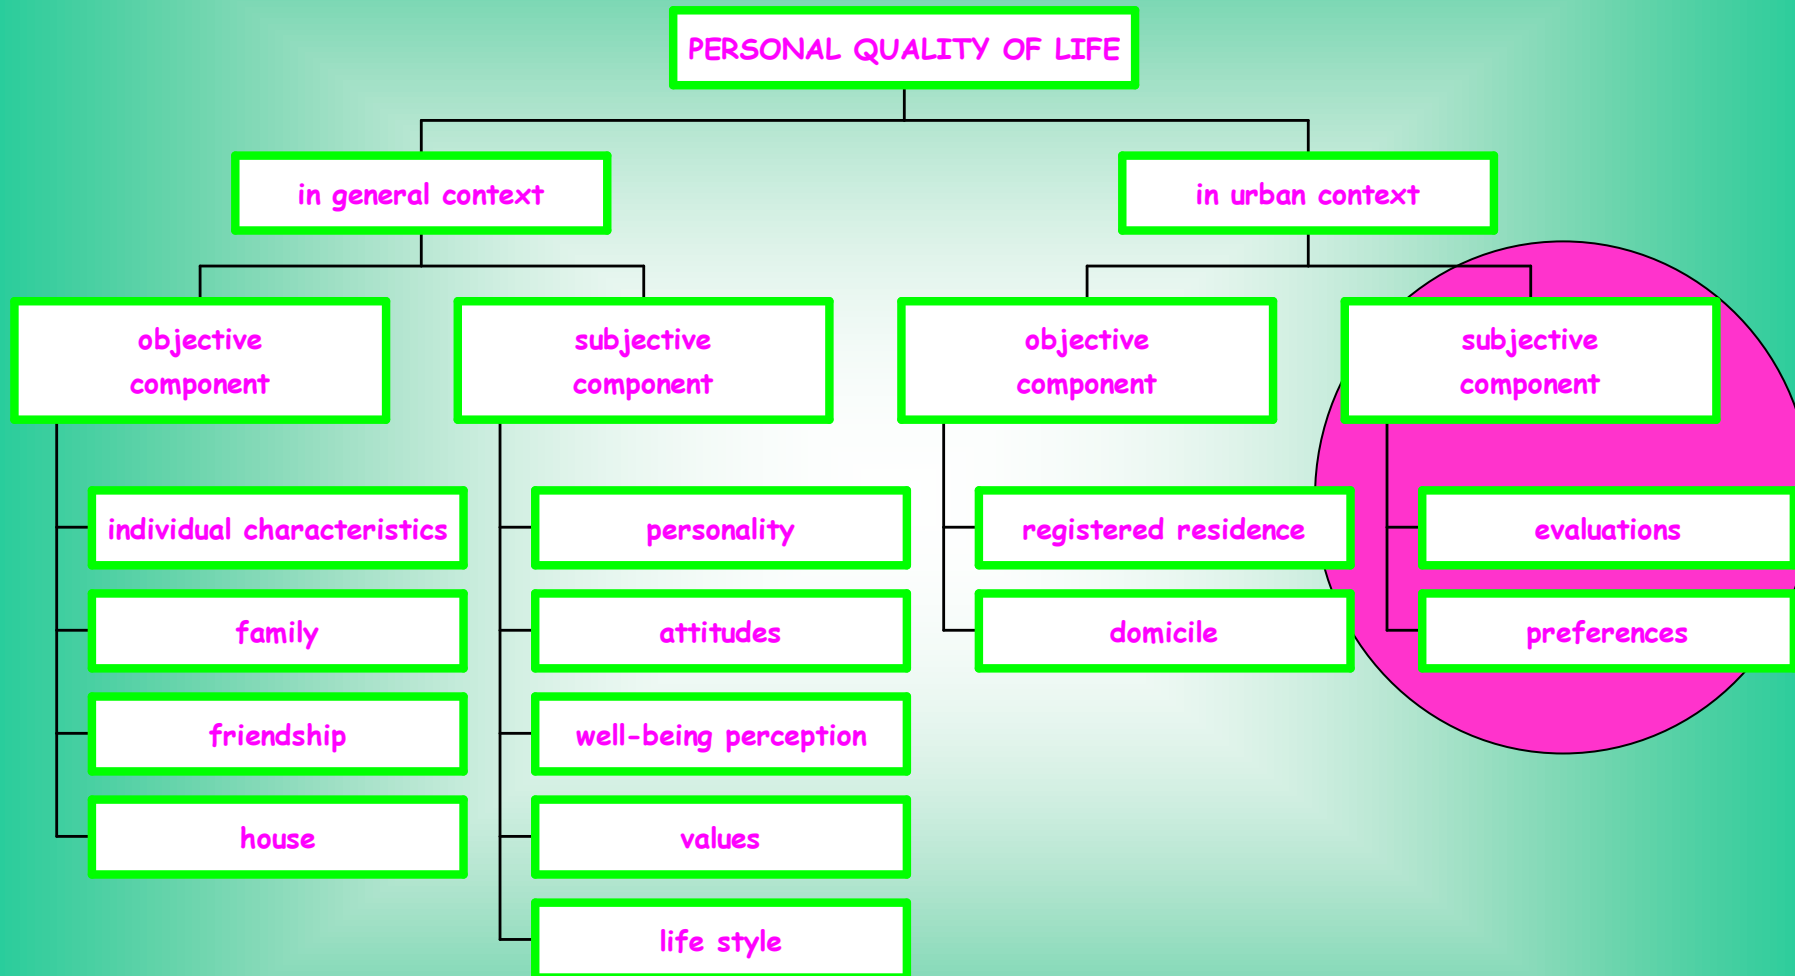 PERSONAL QUALITY OF LIFE
in general context
in urban context
objective
component
subjective
component
objective
component
subjective
component
individual characteristics
family
friendship
house
personality
attitudes
well-being perception
values
life style
registered residence
domicile
evaluations
preferences